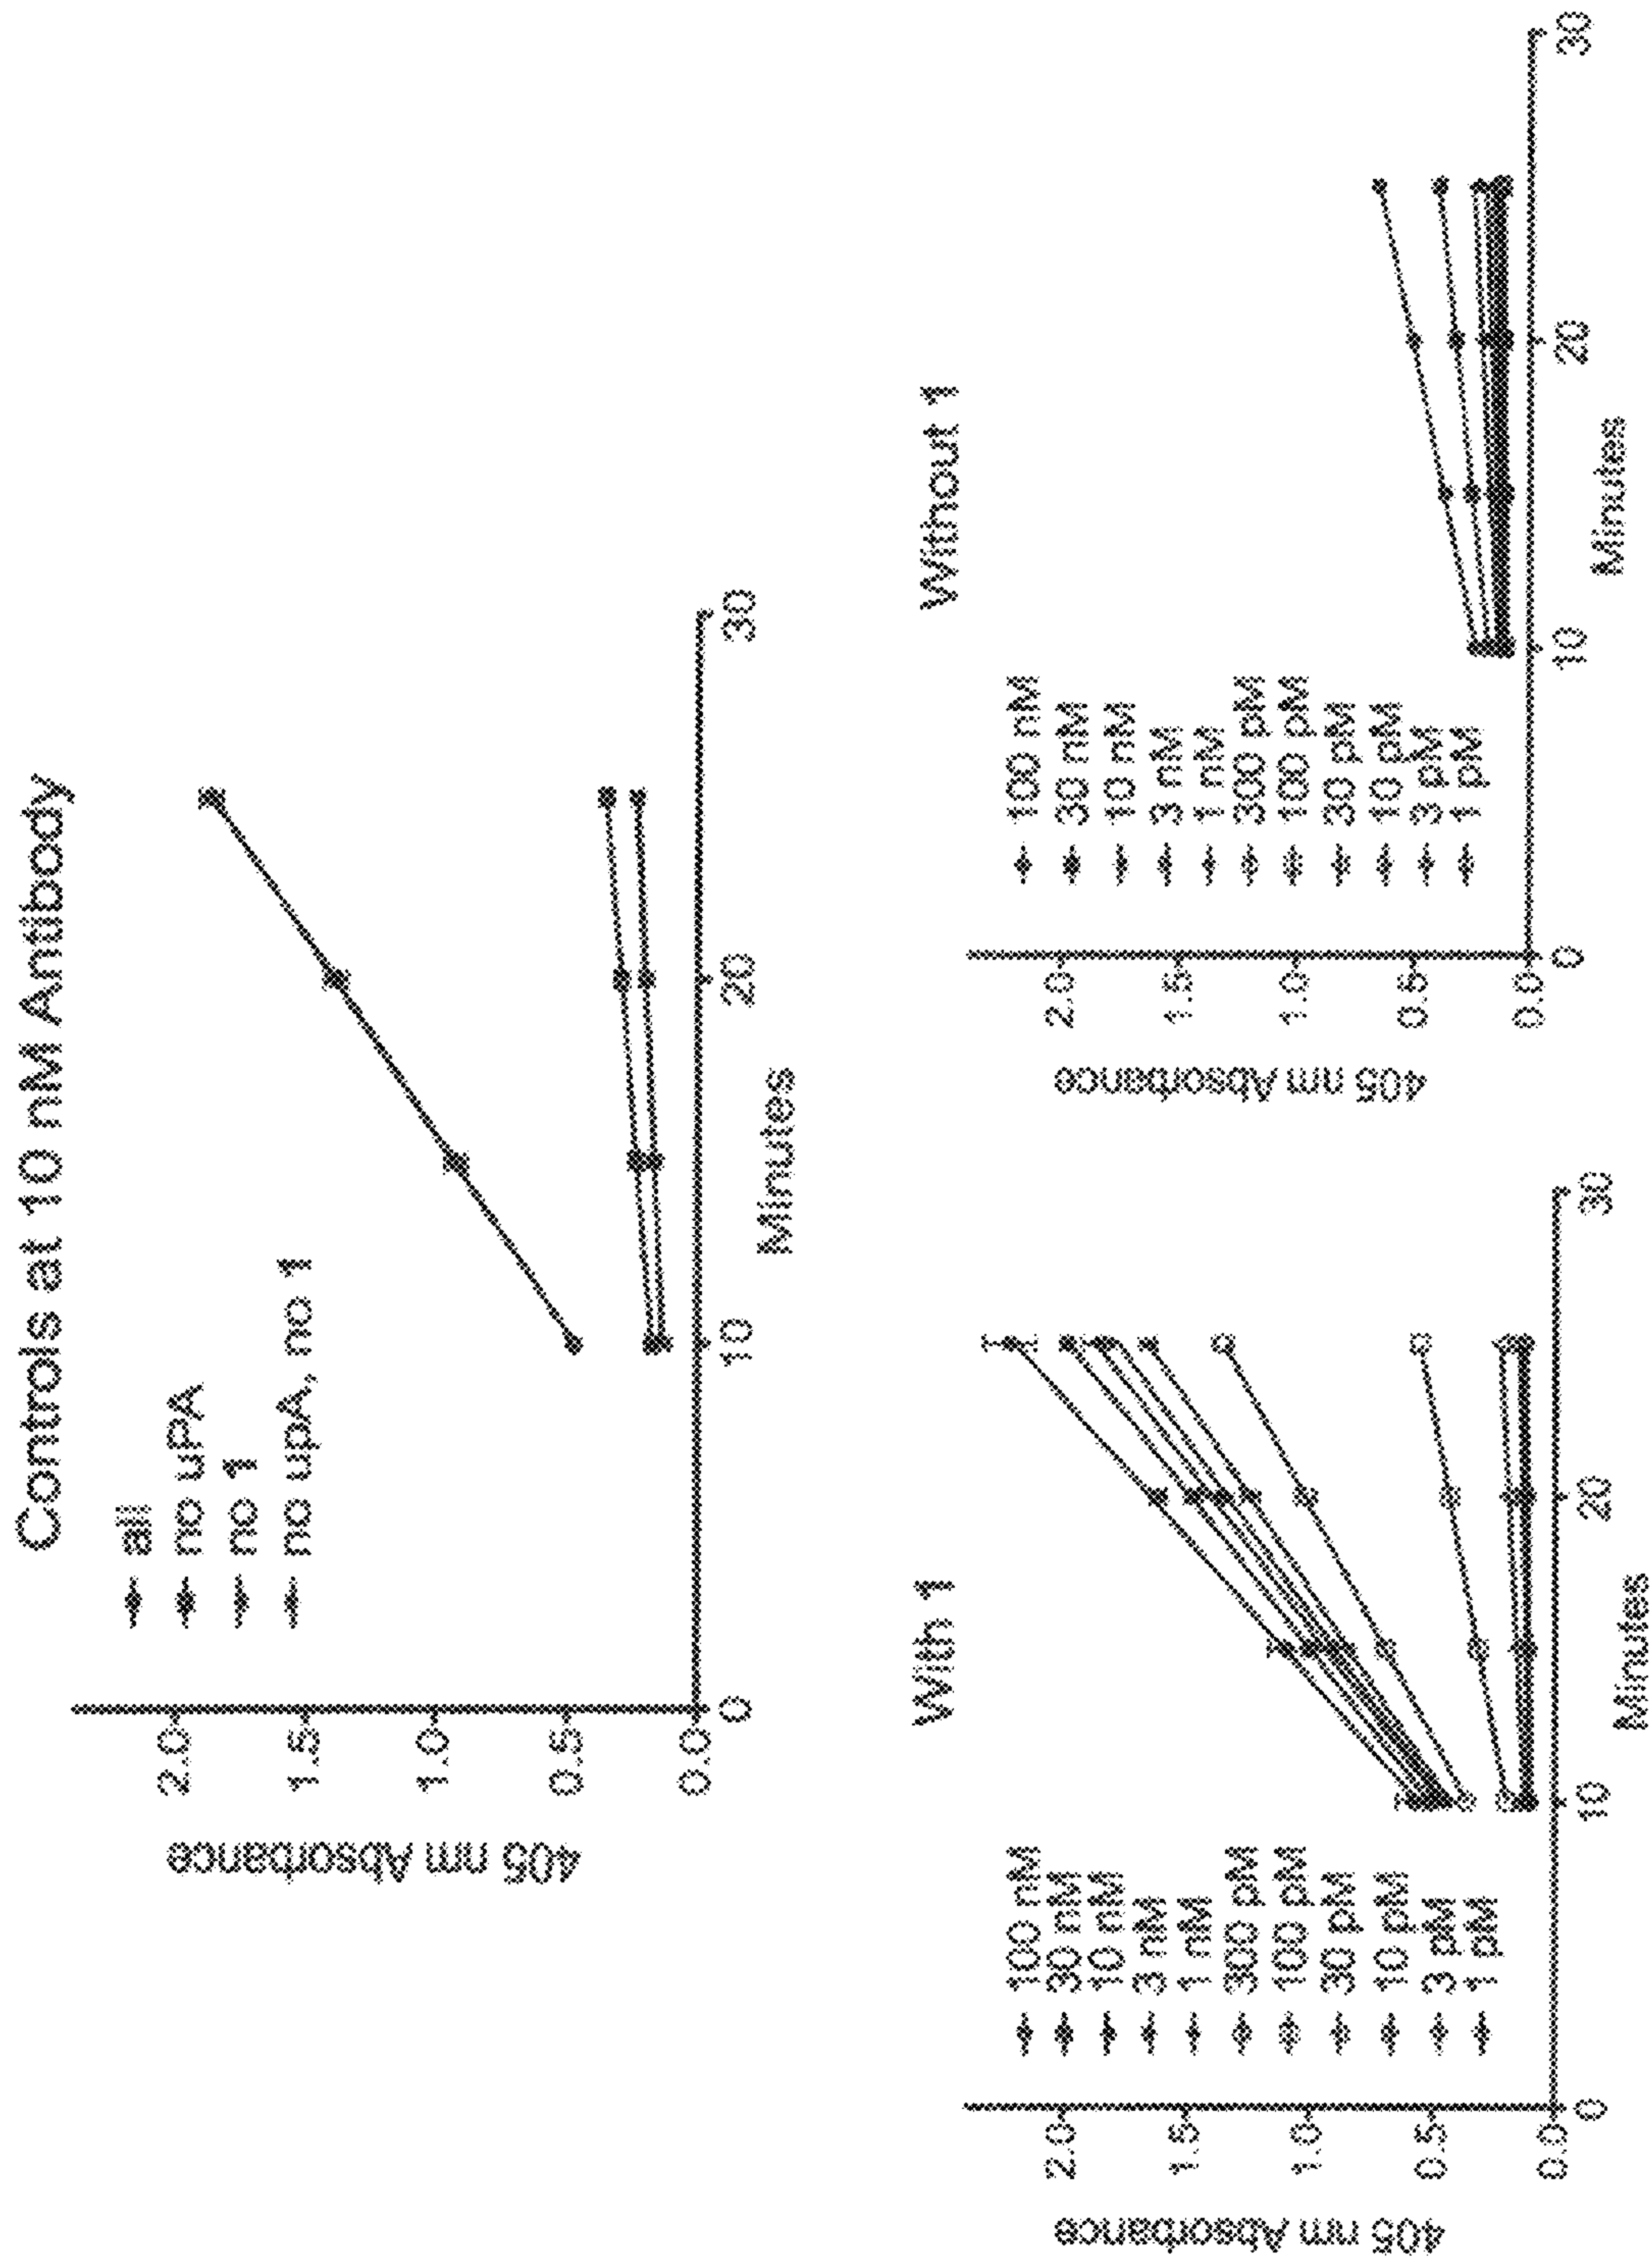 Controls at 10 nM Antibody
all
no uPA
no 1
no upA, no 1
405 nm Absorbance
2.0
1.5
1.0
0.5
0.0
0
10
20
30
Minutes
With 1
100 nM
30 nM
10 nM
3 nM
1 nM
300 pM
100 pM
30 pM
10 pM
3 pM
1 pM
405 nm Absorbance
2.0
1.5
1.0
0.5
0.0
0
10
20
30
Minutes
Without 1
100 nM
30 nM
10 nM
3 nM
1 nM
300 pM
100 pM
30 pM
10 pM
3 pM
1 pM
405 nm Absorbance
2.0
1.5
1.0
0.5
0.0
0
10
20
30
Minutes